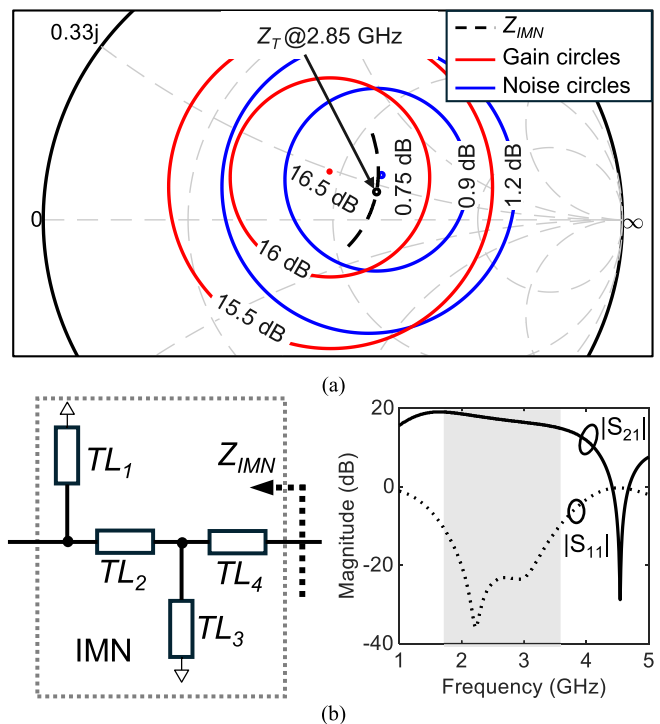 0.33j
Z_T @2.85 GHz
Z_IMN
Gain circles
Noise circles
0
∞
16.5 dB
0.75 dB
0.9 dB
1.2 dB
16 dB
15.5 dB
(a)
TL_1
Z_IMN
TL_2
TL_4
TL_3
IMN
20
0
-20
-40
Magnitude (dB)
|S_21|
|S_11|
1
2
3
4
5
Frequency (GHz)
(b)